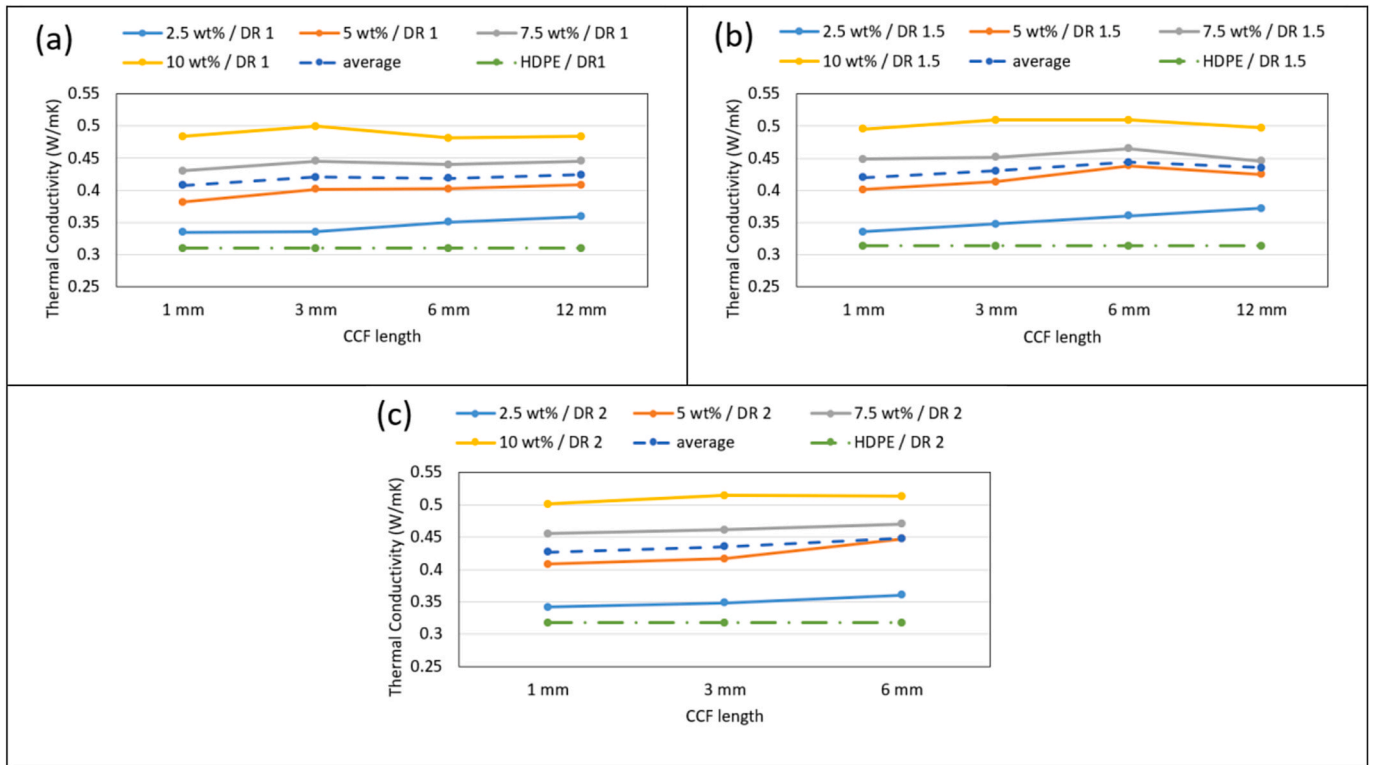 (a)
2.5 wt% / DR 1 5 wt% / DR 1 7.5 wt% / DR 1
10 wt% / DR 1 average HDPE / DR1
Thermal Conductivity (W/mK)
0.55
0.5
0.45
0.4
0.35
0.3
0.25
1 mm 3 mm 6 mm 12 mm
CCF length
(b)
2.5 wt% / DR 1.5 5 wt% / DR 1.5 7.5 wt% / DR 1.5
10 wt% / DR 1.5 average HDPE / DR 1.5
Thermal Conductivity (W/mK)
0.55
0.5
0.45
0.4
0.35
0.3
0.25
1 mm 3 mm 6 mm 12 mm
CCF length
(c)
2.5 wt% / DR 2 5 wt% / DR 2 7.5 wt% / DR 2
10 wt% / DR 2 average HDPE / DR 2
Thermal Conductivity (W/mK)
0.55
0.5
0.45
0.4
0.35
0.3
0.25
1 mm 3 mm 6 mm
CCF length